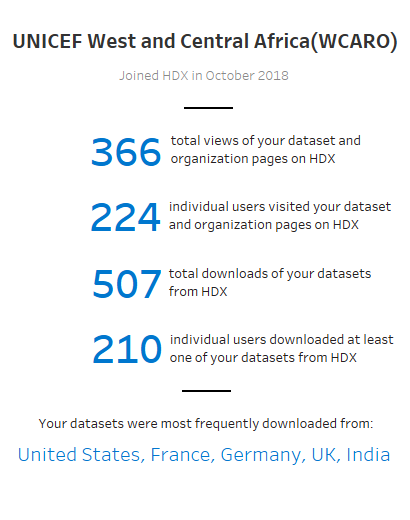 UNICEF West and Central Africa(WCARO)
Joined HDX in October 2018
366 total views of your dataset and
organization pages on HDX
224 individual users visited your dataset
and organization pages on HDX
507 total downloads of your datasets
from HDX
210 individual users downloaded at least
one of your datasets from HDX
Your datasets were most frequently downloaded from:
United States, France, Germany, UK, India